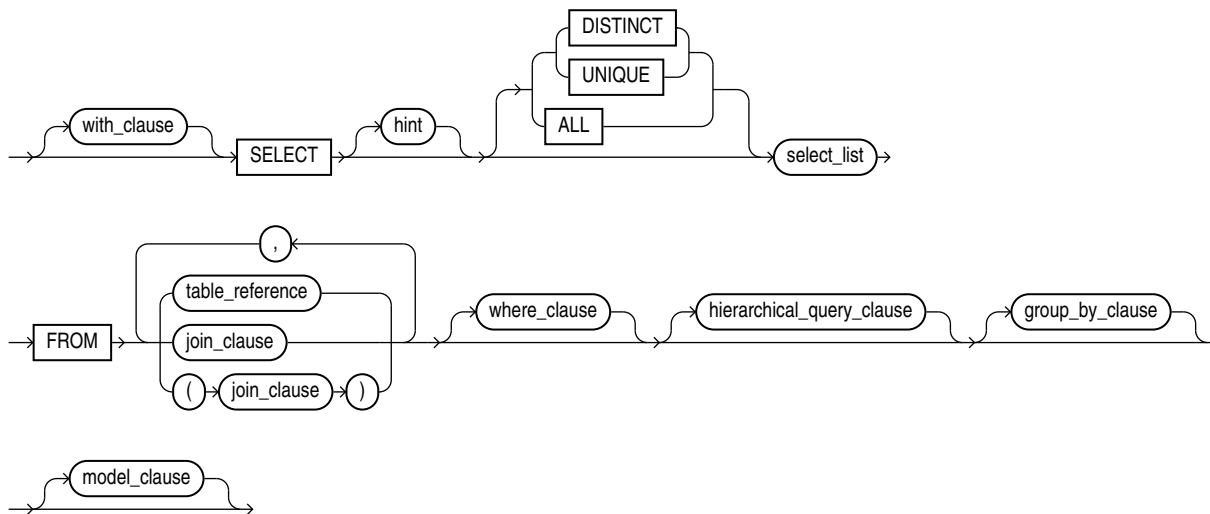 DISTINCT
UNIQUE
ALL
with_clause
SELECT
hint
select_list
,
table_reference
FROM
join_clause
( join_clause )
where_clause
hierarchical_query_clause
group_by_clause
model_clause